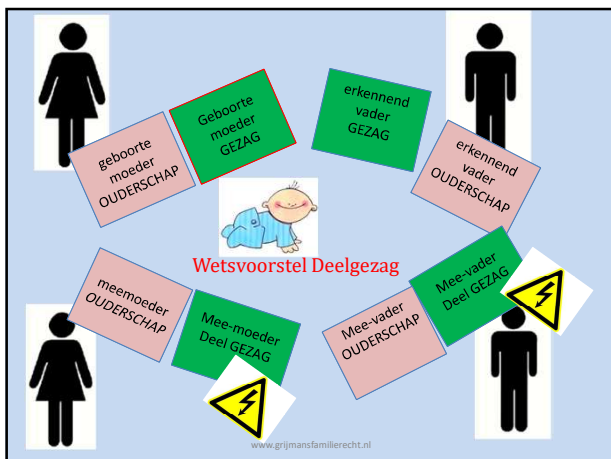 geboorte
moeder
OUDERSCHAP
Geboorte
moeder
GEZAG
erkennend
vader
GEZAG
erkennend
vader
OUDERSCHAP
Wetsvoorstel Deelgezag
meemoeder
OUDERSCHAP
Mee-moeder
Deel GEZAG
Mee-vader
OUDERSCHAP
Mee-vader
Deel GEZAG
www.grijmansfamilierecht.nl